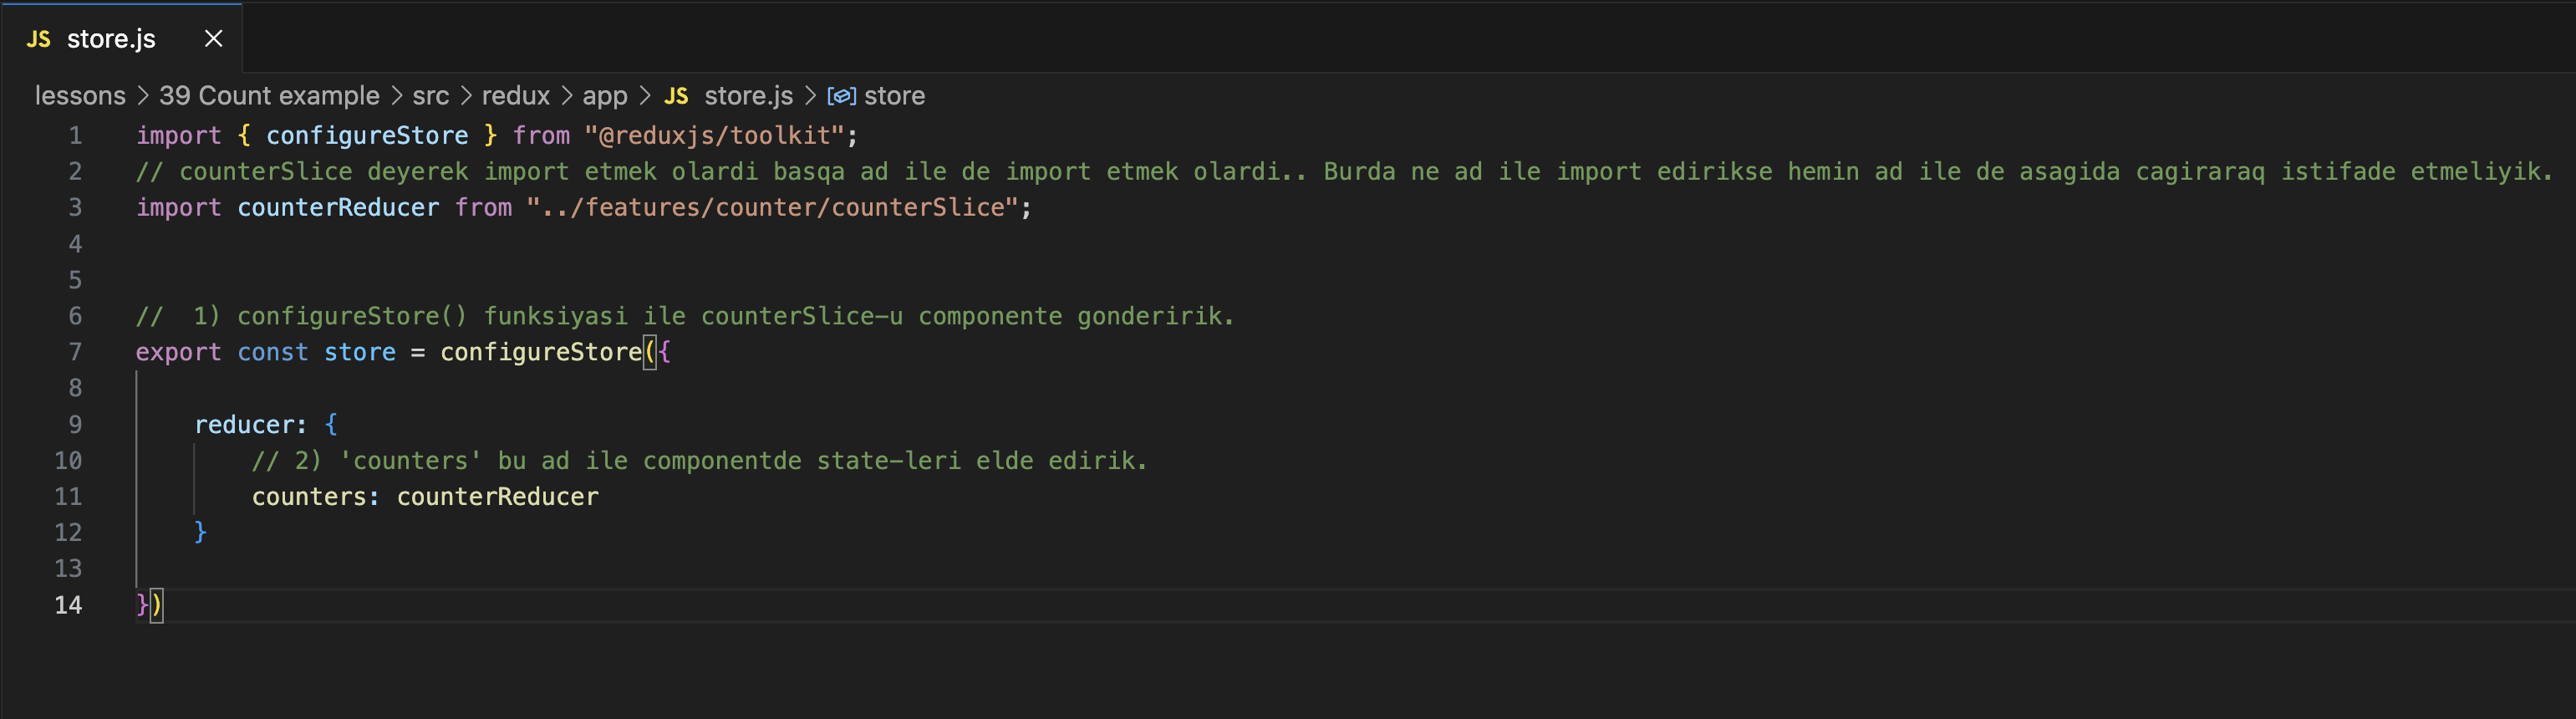 JS store.js
lessons > 39 Count example > src > redux > app > JS store.js > store
1 import { configureStore } from "@reduxjs/toolkit";
2 // counterSlice deyerek import etmek olardi basqa ad ile de import etmek olardi.. Burda ne ad ile import edirikse hemin ad ile de asagida cagiraraq istifade etmeliyik.
3 import counterReducer from "../features/counter/counterSlice";
4
5
6 //  1) configureStore() funksiyasi ile counterSlice-u componente gonderirik.
7 export const store = configureStore({
8
9     reducer: {
10         // 2) 'counters' bu ad ile componentde state-leri elde edirik.
11         counters: counterReducer
12     }
13
14 })